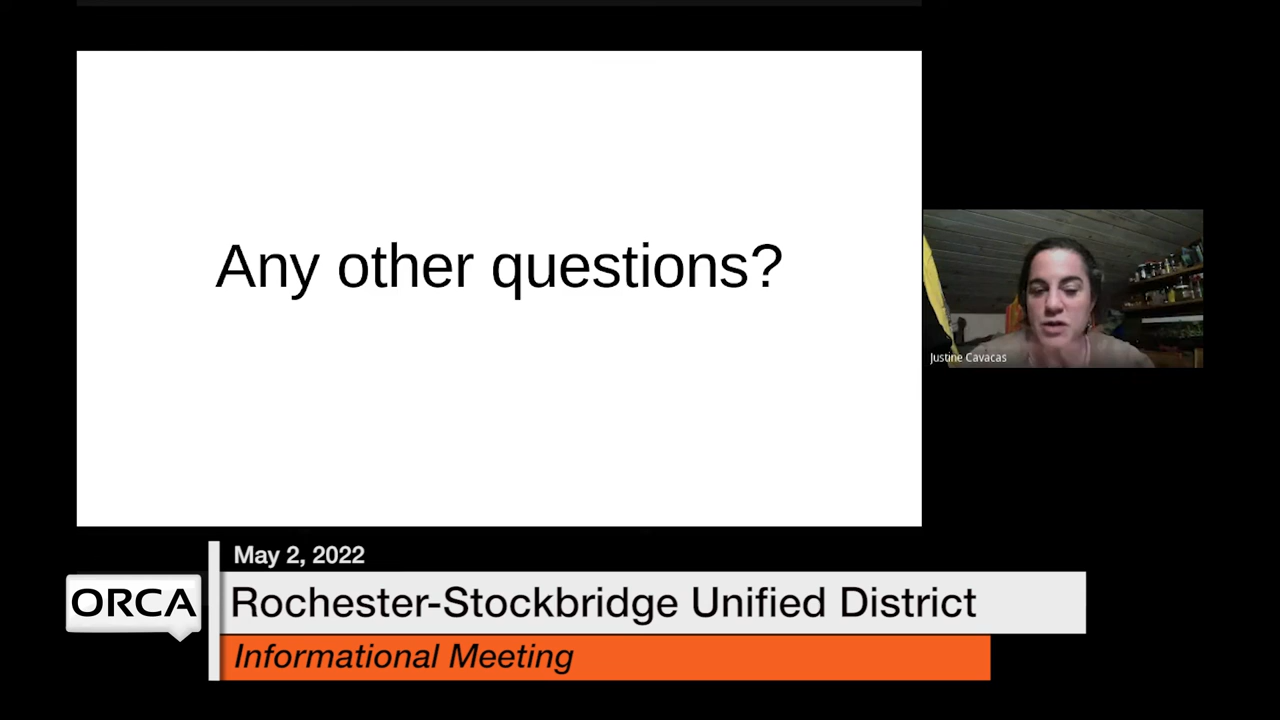 Any other questions?
Justine Cavacas
May 2, 2022
ORCA
Rochester-Stockbridge Unified District
Informational Meeting